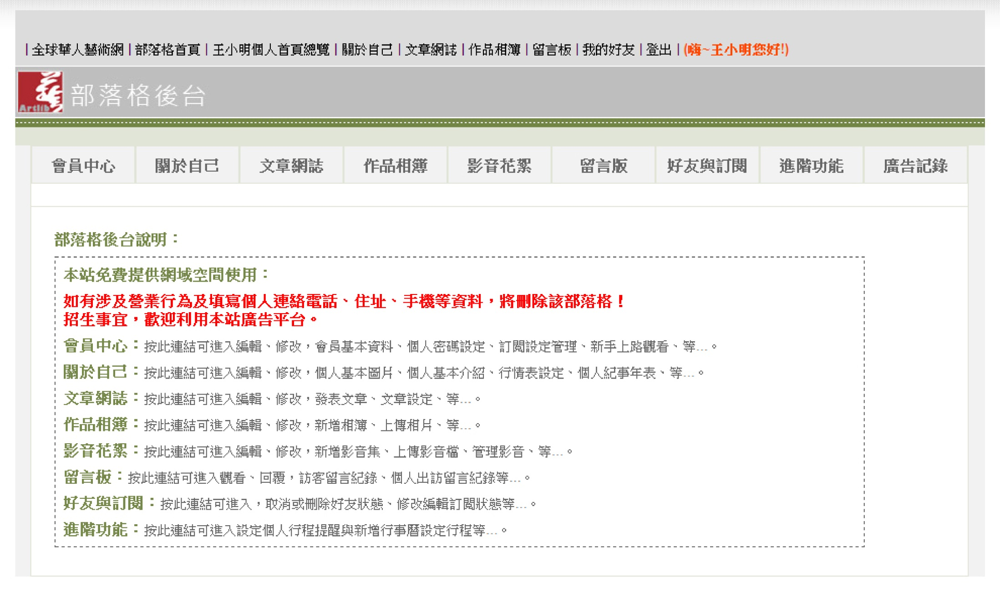 |全球華人藝術網|部落格首頁|王小明個人首頁總覽|關於自己|文章網誌|作品相簿|留言板|我的好友|登出|(嗨~王小明您好!)
Artlib
部落格後台
會員中心 關於自己 文章網誌 作品相簿 影音花絮 留言版 好友與訂閱 進階功能 廣告記錄
部落格後台說明：
本站免費提供網域空間使用：
如有涉及營業行為及填寫個人連絡電話、住址、手機等資料，將刪除該部落格！
招生事宜，歡迎利用本站廣告平台。
會員中心：按此連結可進入編輯、修改，會員基本資料、個人密碼設定、訂閱設定管理、新手上路觀看、等...。
關於自己：按此連結可進入編輯、修改，個人基本圖片、個人基本介紹、行情表設定、個人紀事年表、等...。
文章網誌：按此連結可進入編輯、修改，發表文章、文章設定、等...。
作品相簿：按此連結可進入編輯、修改，新增相簿、上傳相片、等...。
影音花絮：按此連結可進入編輯、修改，新增影音集、上傳影音檔、管理影音、等...。
留言板：按此連結可進入觀看、回覆，訪客留言紀錄、個人出訪留言紀錄等...。
好友與訂閱：按此連結可進入，取消或刪除好友狀態、修改編輯訂閱狀態等...。
進階功能：按此連結可進入設定個人行程提醒與新增行事曆設定行程等...。